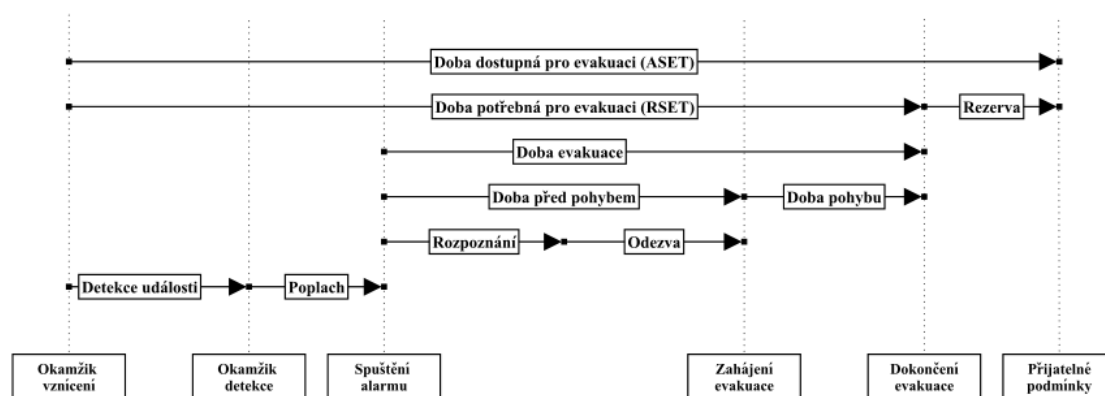 Doba dostupná pro evakuaci (ASET)
Doba potřebná pro evakuaci (RSET)
Rezerva
Doba evakuace
Doba před pohybem
Doba pohybu
Rozpoznání
Odezva
Detekce události
Poplach
Okamžik
vznícení
Okamžik
detekce
Spuštění
alarmu
Zahájení
evakuace
Dokončení
evakuace
Přijatelné
podmínky